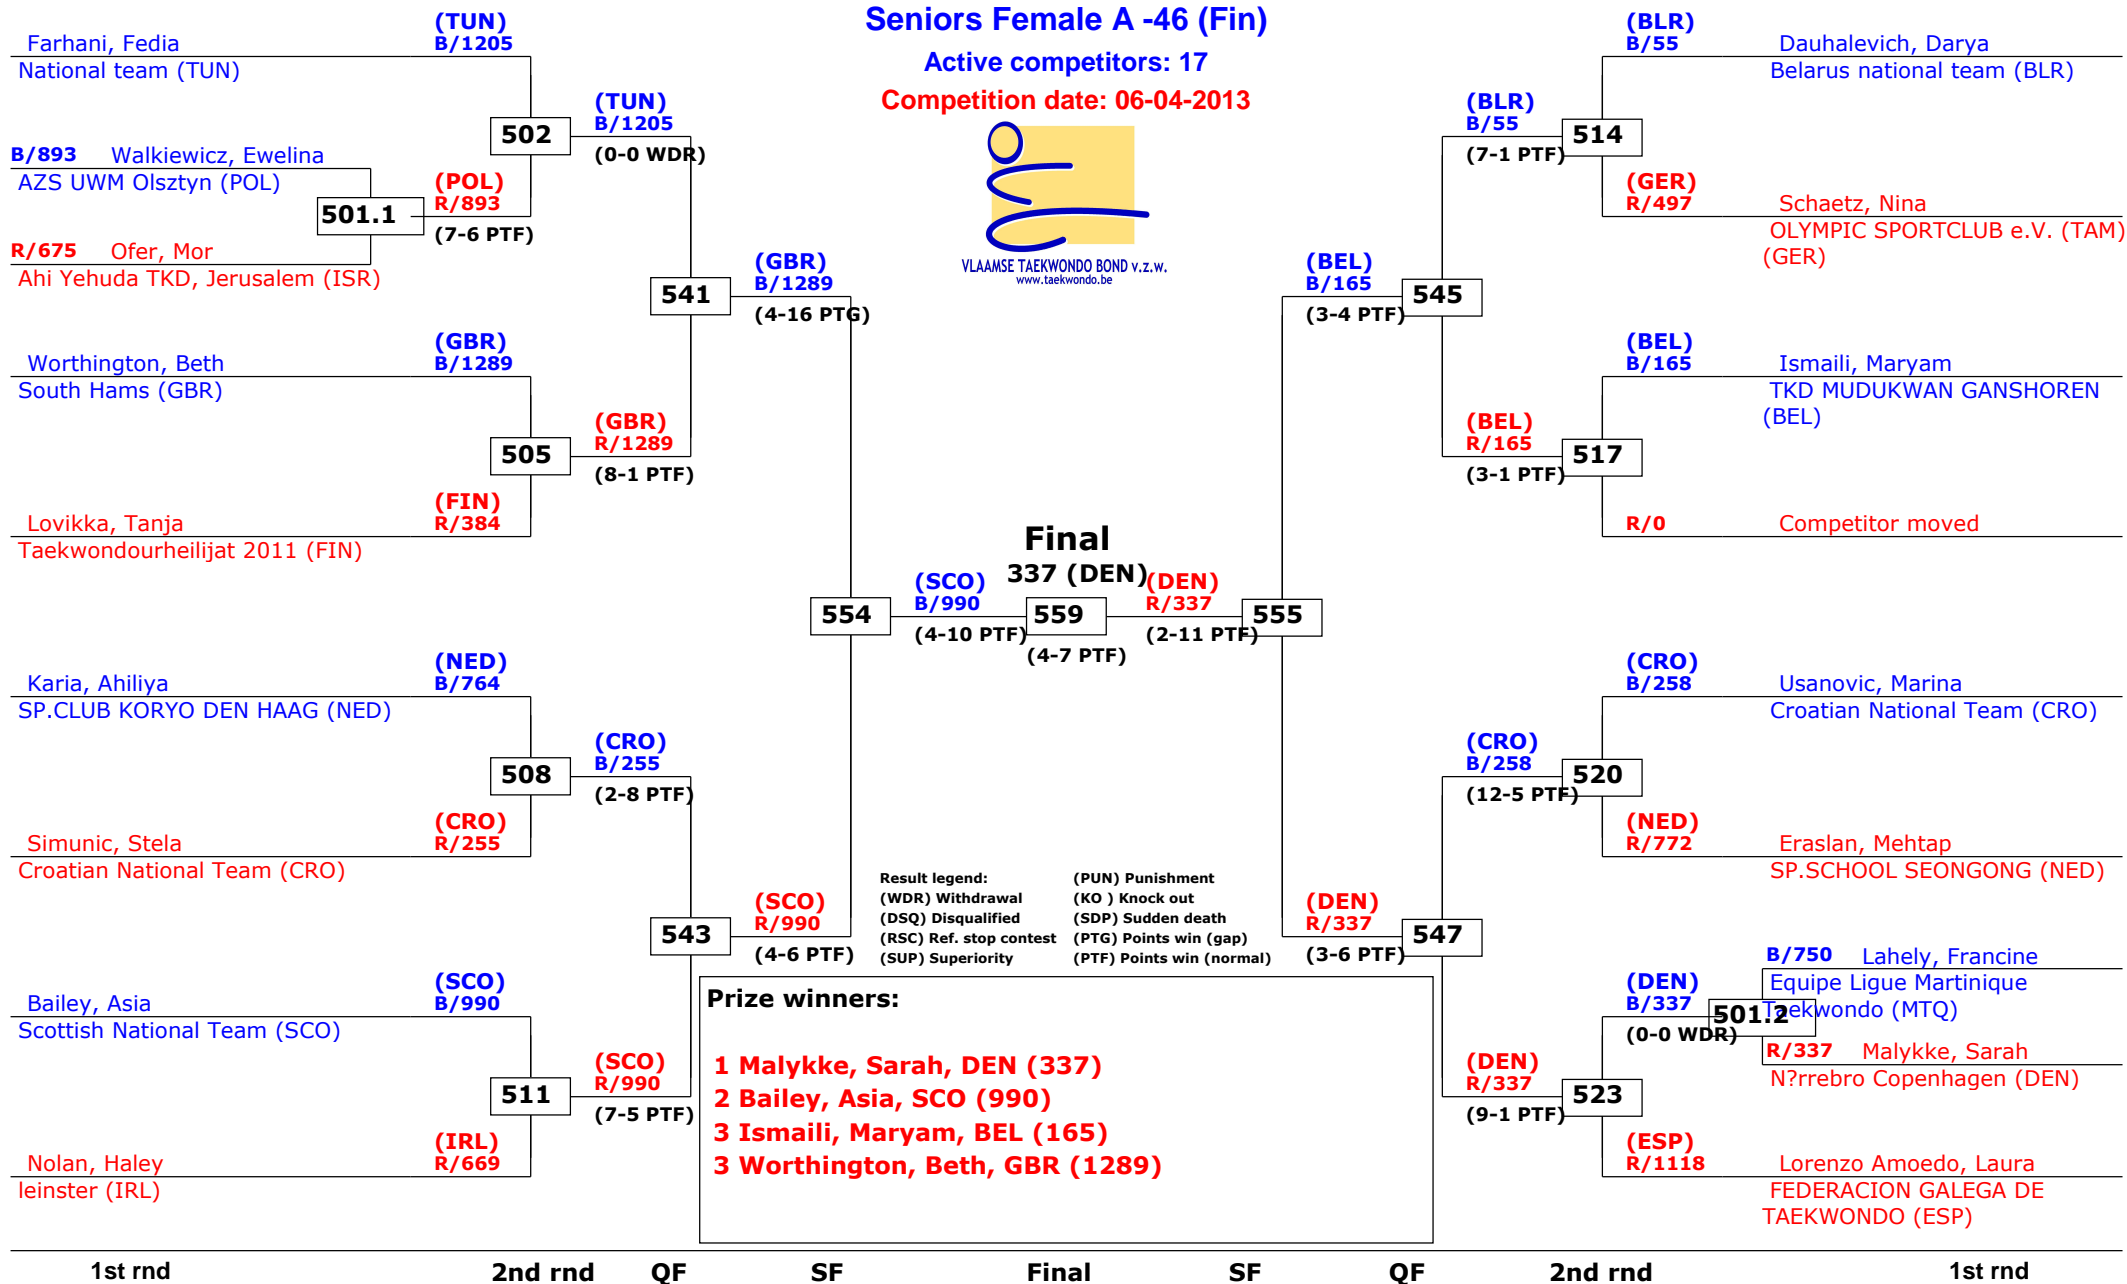 Seniors Female A -46 (Fin)
Active competitors: 17
Competition date: 06-04-2013
VLAAMSE TAEKWONDO BOND v.z.w.
www.taekwondo.be
Farhani, Fedia
National team (TUN)
(TUN)
B/1205
B/893 Walkiewicz, Ewelina
AZS UWM Olsztyn (POL)
R/675 Ofer, Mor
Ahi Yehuda TKD, Jerusalem (ISR)
501.1
(POL)
R/893
(7-6 PTF)
502
(TUN)
B/1205
(0-0 WDR)
Worthington, Beth
South Hams (GBR)
(GBR)
B/1289
Lovikka, Tanja
Taekwondourheilijat 2011 (FIN)
(FIN)
R/384
505
(GBR)
R/1289
(8-1 PTF)
541
(GBR)
B/1289
(4-16 PTG)
Karia, Ahiliya
SP.CLUB KORYO DEN HAAG (NED)
(NED)
B/764
Simunic, Stela
Croatian National Team (CRO)
(CRO)
R/255
508
(CRO)
B/255
(2-8 PTF)
Bailey, Asia
Scottish National Team (SCO)
(SCO)
B/990
Nolan, Haley
leinster (IRL)
(IRL)
R/669
511
(SCO)
R/990
(7-5 PTF)
543
(SCO)
R/990
(4-6 PTF)
554
(SCO)
B/990
(4-10 PTF)
Final
337 (DEN)
559
(4-7 PTF)
(DEN)
R/337
(2-11 PTF)
555
(BEL)
B/165
(3-4 PTF)
545
(BLR)
B/55
(7-1 PTF)
514
(BLR)
B/55
Dauhalevich, Darya
Belarus national team (BLR)
(GER)
R/497
Schaetz, Nina
OLYMPIC SPORTCLUB e.V. (TAM)
(GER)
(BEL)
R/165
(3-1 PTF)
517
(BEL)
B/165
Ismaili, Maryam
TKD MUDUKWAN GANSHOREN
(BEL)
R/0
Competitor moved
(DEN)
R/337
(3-6 PTF)
547
(CRO)
B/258
(12-5 PTF)
520
(CRO)
B/258
Usanovic, Marina
Croatian National Team (CRO)
(NED)
R/772
Eraslan, Mehtap
SP.SCHOOL SEONGONG (NED)
(DEN)
R/337
(9-1 PTF)
523
(DEN)
B/337
(0-0 WDR)
501.2
B/750 Lahely, Francine
Equipe Ligue Martinique
Taekwondo (MTQ)
R/337 Malykke, Sarah
N?rrebro Copenhagen (DEN)
(ESP)
R/1118
Lorenzo Amoedo, Laura
FEDERACION GALEGA DE
TAEKWONDO (ESP)
Result legend: (PUN) Punishment
(WDR) Withdrawal (KO ) Knock out
(DSQ) Disqualified (SDP) Sudden death
(RSC) Ref. stop contest (PTG) Points win (gap)
(SUP) Superiority (PTF) Points win (normal)
Prize winners:
1 Malykke, Sarah, DEN (337)
2 Bailey, Asia, SCO (990)
3 Ismaili, Maryam, BEL (165)
3 Worthington, Beth, GBR (1289)
1st rnd 2nd rnd QF SF Final SF QF 2nd rnd 1st rnd